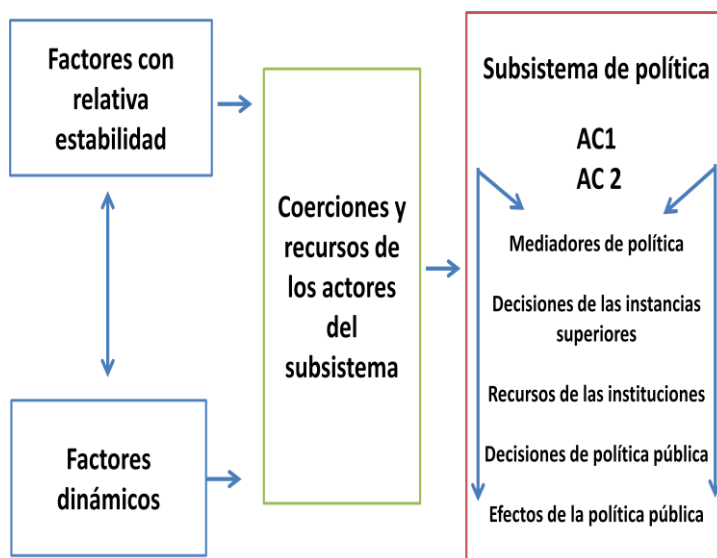 Factores con
relativa
estabilidad
Factores
dinámicos
Coerciones y
recursos de
los actores
del
subsistema
Subsistema de política
AC1
AC 2
Mediadores de política
Decisiones de las instancias
superiores
Recursos de las instituciones
Decisiones de política pública
Efectos de la política pública